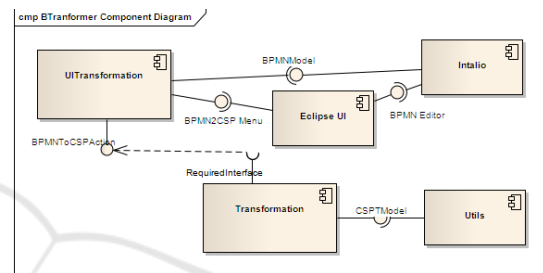 cmp BTranformer Component Diagram
BPMNModel
UITransformation
Intalio
Eclipse UI
BPMN2CSP Menu
BPMN Editor
BPMNToCSPAction
RequiredInterface
Transformation
CSPTModel
Utils